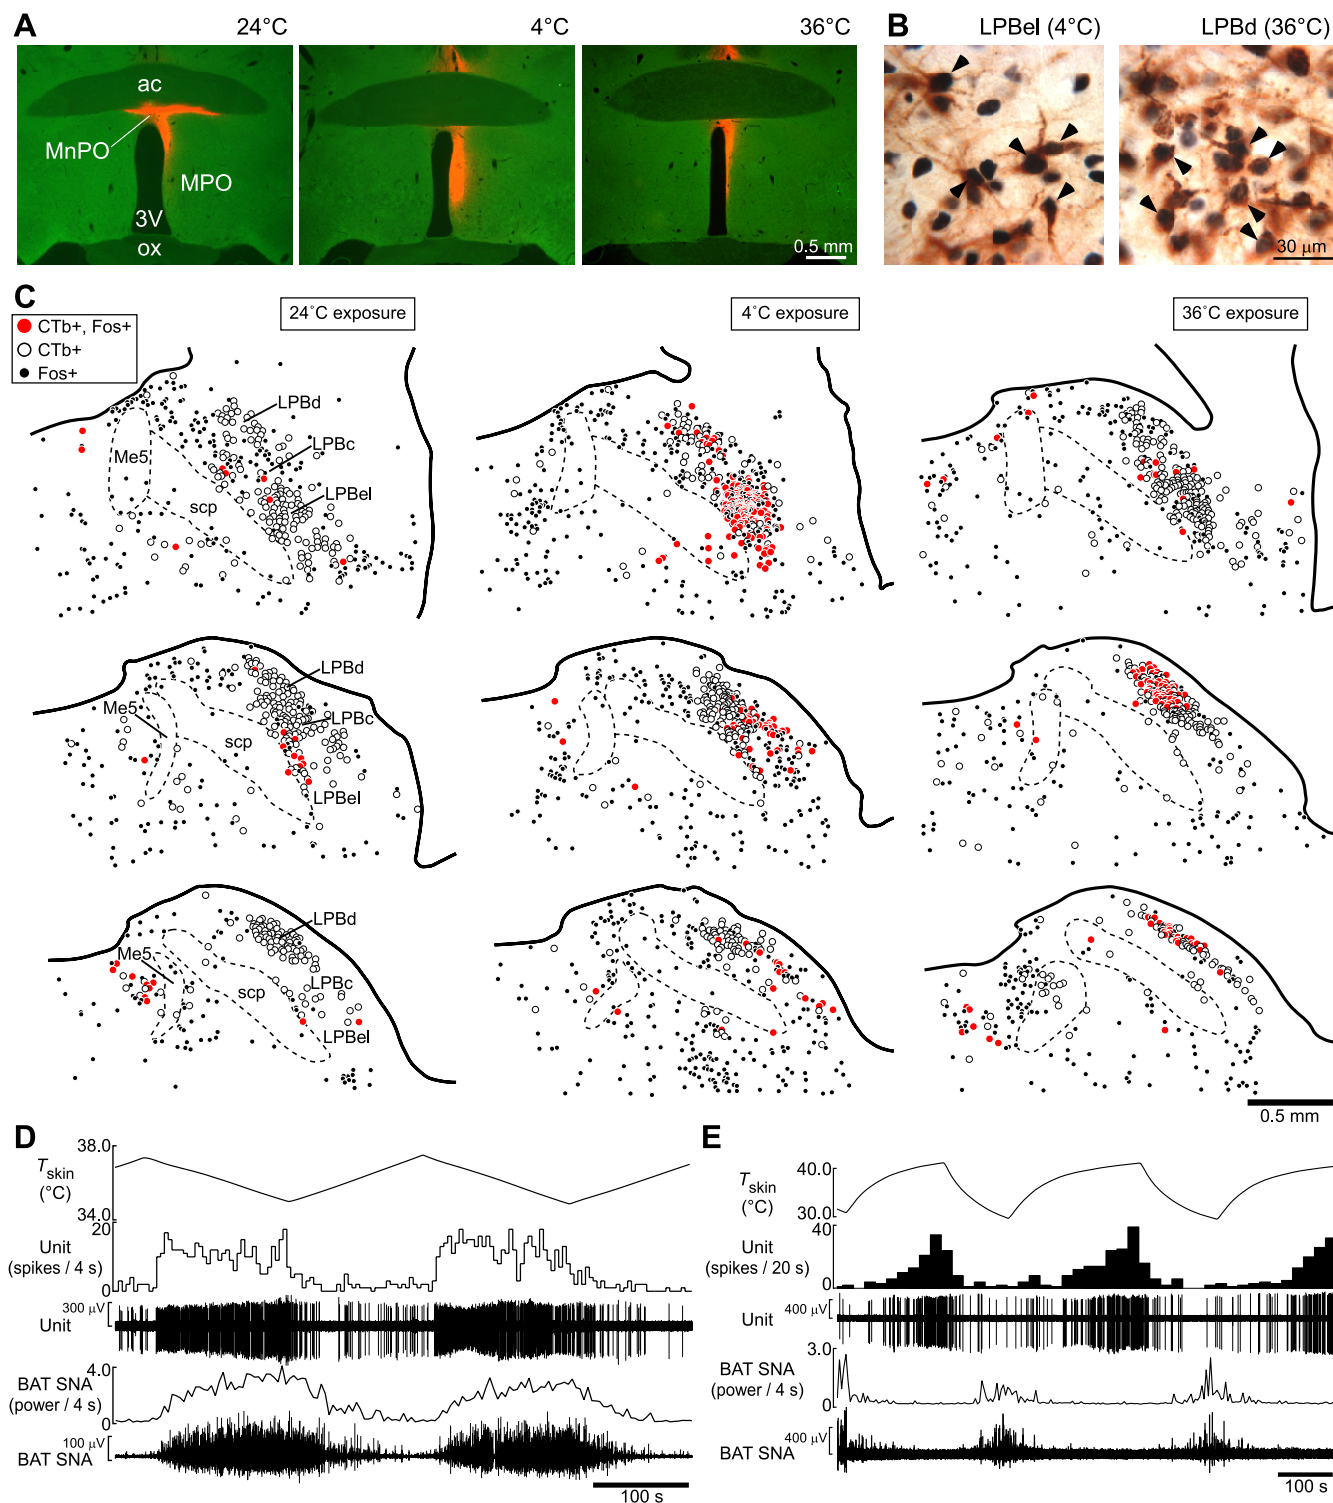 A
24°C
4°C
36°C
ac
MnPO
MPO
3V
ox
0.5 mm
B
LPBel (4°C)
LPBd (36°C)
30 μm
C
CTb+, Fos+
CTb+
Fos+
24°C exposure
4°C exposure
36°C exposure
LPBd
LPBc
Me5
LPBel
scp
LPBd
Me5
LPBc
scp
LPBel
LPBd
Me5
LPBc
scp
LPBel
0.5 mm
D
38.0
Tskin
(°C)
34.0
20
Unit
(spikes / 4 s)
0
300 μV
Unit
4.0
BAT SNA
(power / 4 s)
0
100 μV
BAT SNA
100 s
E
40.0
Tskin
(°C)
30.0
40
Unit
(spikes / 20 s)
0
400 μV
Unit
3.0
BAT SNA
(power / 4 s)
0
400 μV
BAT SNA
100 s